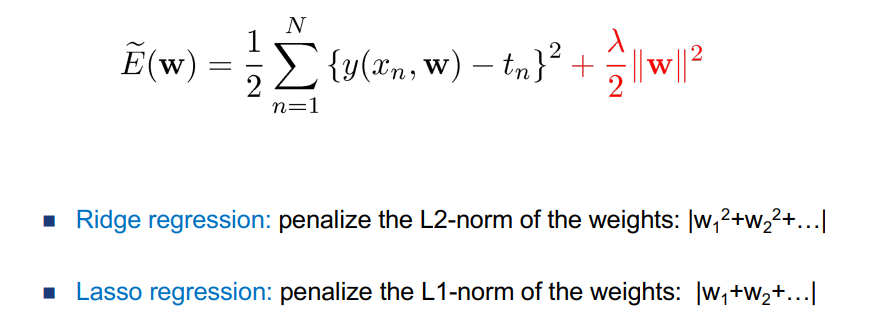 Ẽ(w) = 1/2 ∑_{n=1}^{N} {y(x_n, w) − t_n}² + λ/2 ‖w‖²
■ Ridge regression: penalize the L2-norm of the weights: |w₁²+w₂²+…|
■ Lasso regression: penalize the L1-norm of the weights: |w₁+w₂+…|